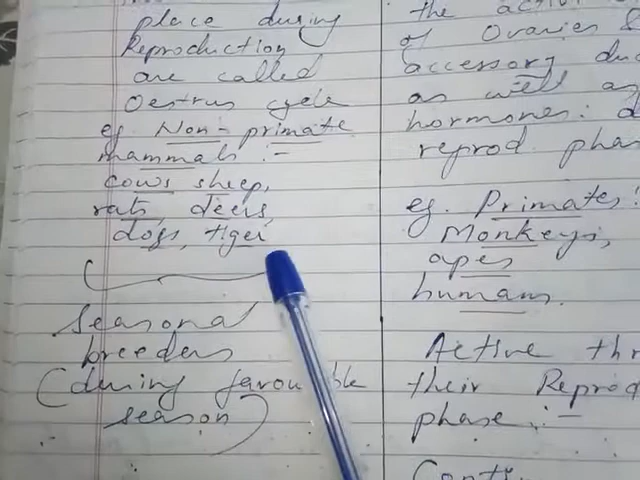 place during
Reproduction
are called
Oestrus cycle
eg. Non-primate
mammals :-
cows sheep,
rats, deers,
dogs, tiger
seasonal
breeders
(during favourable
season)
the
of Ovaries &
accessory
as well as
hormones:
reprod
eg. Primates:
Monkeys,
apes
humans.
Active
their
phase :-